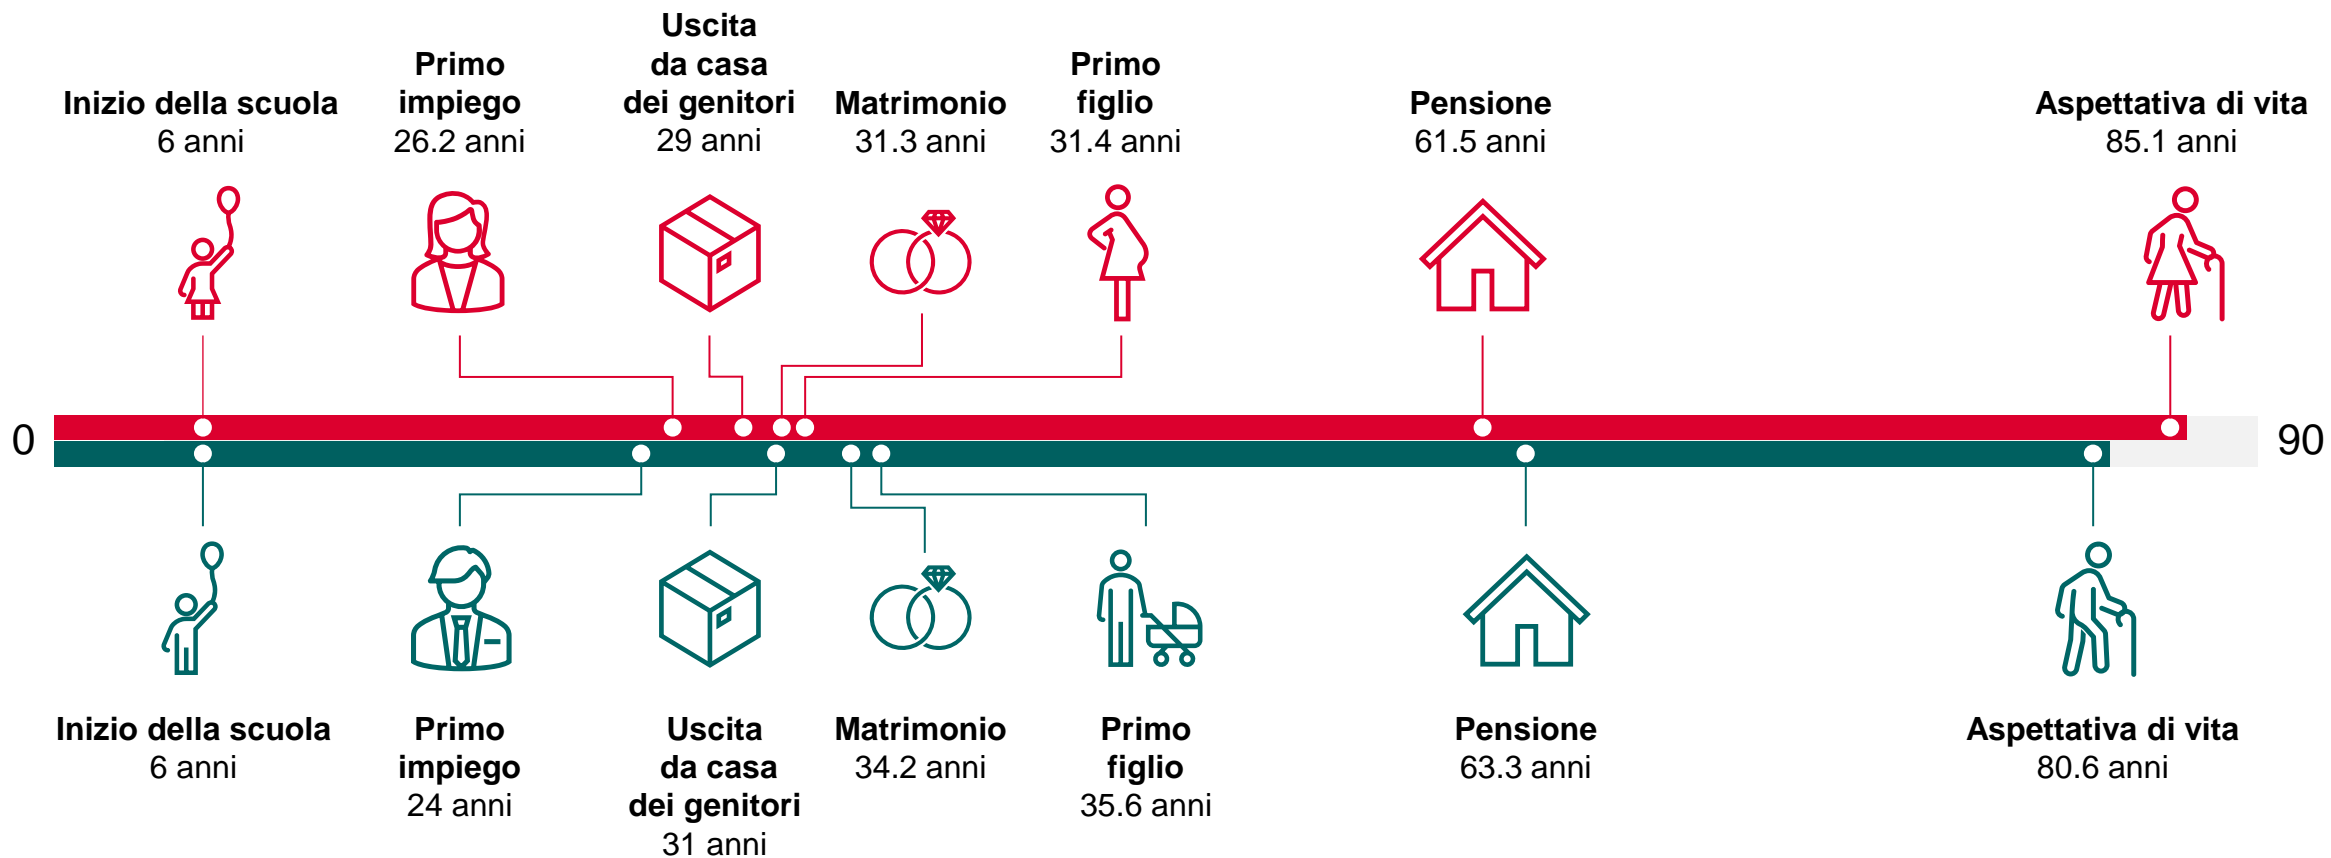 Inizio della scuola
6 anni
Primo
impiego
26.2 anni
Uscita
da casa
dei genitori
29 anni
Matrimonio
31.3 anni
Primo
figlio
31.4 anni
Pensione
61.5 anni
Aspettativa di vita
85.1 anni
0
90
Inizio della scuola
6 anni
Primo
impiego
24 anni
Uscita
da casa
dei genitori
31 anni
Matrimonio
34.2 anni
Primo
figlio
35.6 anni
Pensione
63.3 anni
Aspettativa di vita
80.6 anni